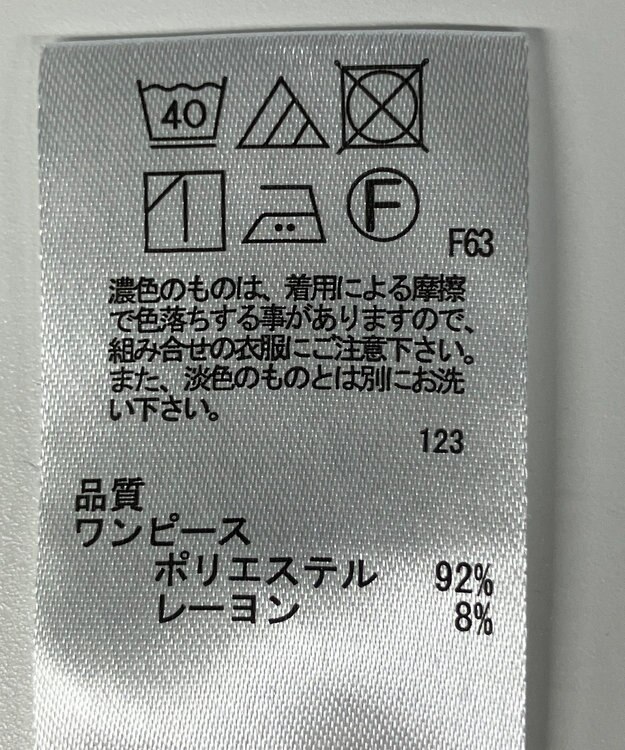 40
F
F63
濃色のものは、着用による摩擦
で色落ちする事がありますので、
組み合せの衣服にご注意下さい。
また、淡色のものとは別にお洗
い下さい。
123
品質
ワンピース
ポリエステル 92%
レーヨン 8%